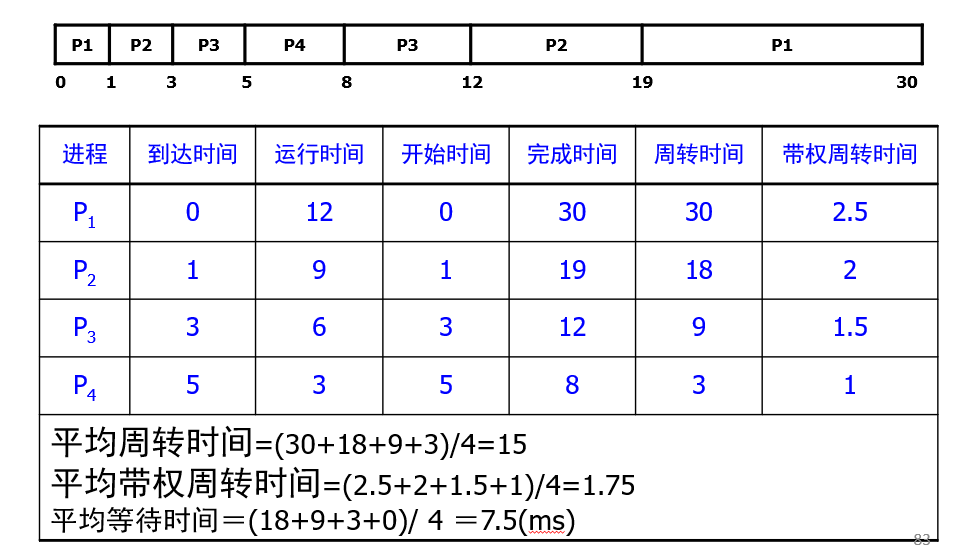 P1 P2 P3 P4 P3 P2 P1
0 1 3 5 8 12 19 30
进程 到达时间 运行时间 开始时间 完成时间 周转时间 带权周转时间
P1 0 12 0 30 30 2.5
P2 1 9 1 19 18 2
P3 3 6 3 12 9 1.5
P4 5 3 5 8 3 1
平均周转时间=(30+18+9+3)/4=15
平均带权周转时间=(2.5+2+1.5+1)/4=1.75
平均等待时间＝(18+9+3+0)/ 4 ＝7.5(ms)
83